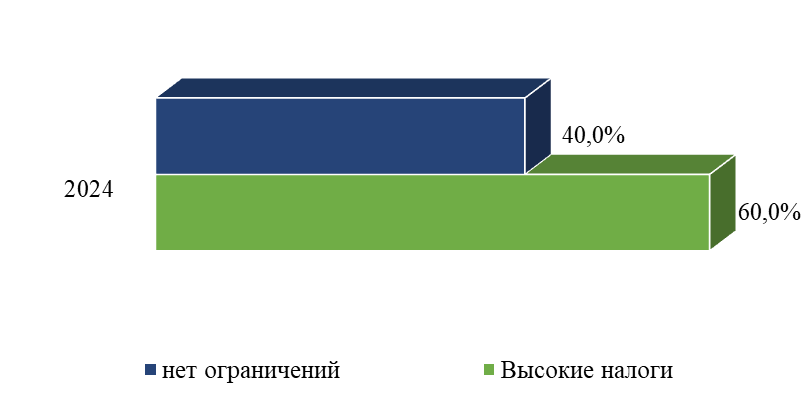 40,0%
2024
60,0%
нет ограничений
Высокие налоги